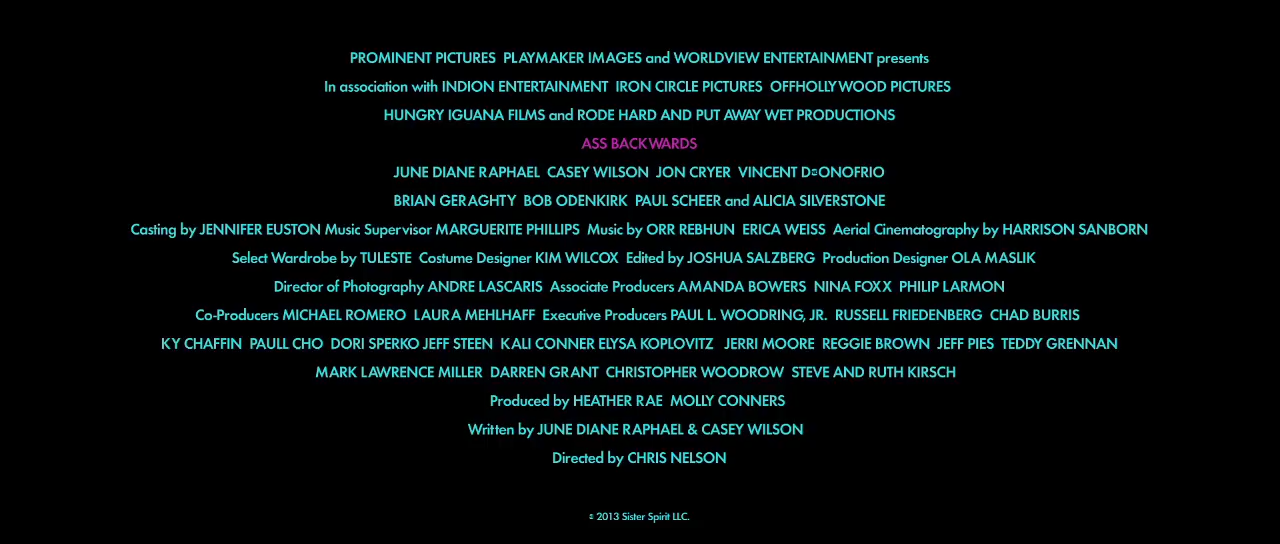 PROMINENT PICTURES PLAYMAKER IMAGES and WORLDVIEW ENTERTAINMENT presents
In association with INDION ENTERTAINMENT IRON CIRCLE PICTURES OFFHOLLYWOOD PICTURES
HUNGRY IGUANA FILMS and RODE HARD AND PUT AWAY WET PRODUCTIONS
ASS BACKWARDS
JUNE DIANE RAPHAEL CASEY WILSON JON CRYER VINCENT D▯ONOFRIO
BRIAN GERAGHTY BOB ODENKIRK PAUL SCHEER and ALICIA SILVERSTONE
Casting by JENNIFER EUSTON Music Supervisor MARGUERITE PHILLIPS Music by ORR REBHUN ERICA WEISS Aerial Cinematography by HARRISON SANBORN
Select Wardrobe by TULESTE Costume Designer KIM WILCOX Edited by JOSHUA SALZBERG Production Designer OLA MASLIK
Director of Photography ANDRE LASCARIS Associate Producers AMANDA BOWERS NINA FOXX PHILIP LARMON
Co-Producers MICHAEL ROMERO LAURA MEHLHAFF Executive Producers PAUL L. WOODRING, JR. RUSSELL FRIEDENBERG CHAD BURRIS
KY CHAFFIN PAULL CHO DORI SPERKO JEFF STEEN KALI CONNER ELYSA KOPLOVITZ JERRI MOORE REGGIE BROWN JEFF PIES TEDDY GRENNAN
MARK LAWRENCE MILLER DARREN GRANT CHRISTOPHER WOODROW STEVE AND RUTH KIRSCH
Produced by HEATHER RAE MOLLY CONNERS
Written by JUNE DIANE RAPHAEL & CASEY WILSON
Directed by CHRIS NELSON
▯ 2013 Sister Spirit LLC.